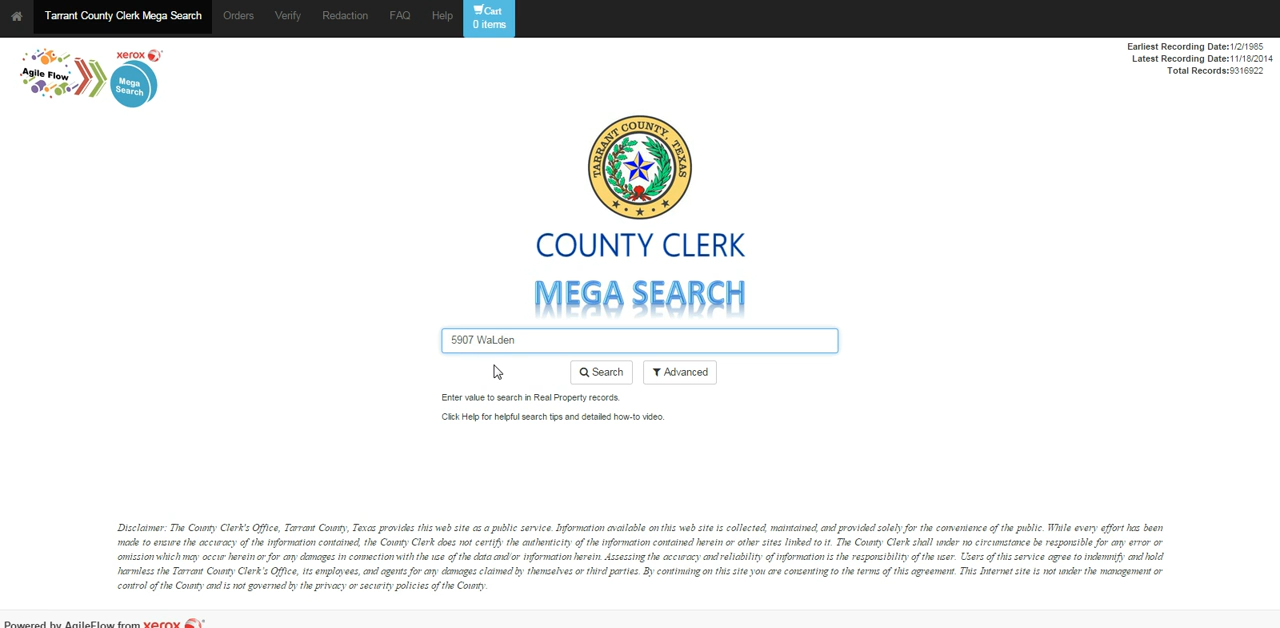 Tarrant County Clerk Mega Search Orders Verify Redaction FAQ Help Cart
0 items
Earliest Recording Date:1/2/1985
Latest Recording Date:11/18/2014
Total Records:9316922
Agile Flow
xerox
Mega
Search
TARRANT COUNTY, TEXAS
COUNTY CLERK
MEGA SEARCH
5907 WaLden
Search Advanced
Enter value to search in Real Property records.
Click Help for helpful search tips and detailed how-to video.
Disclaimer: The County Clerk's Office, Tarrant County, Texas provides this web site as a public service. Information available on this web site is collected, maintained, and provided solely for the convenience of the public. While every effort has been
made to ensure the accuracy of the information contained, the County Clerk does not certify the authenticity of the information contained herein or other sites linked to it. The County Clerk shall under no circumstance be responsible for any error or
omission which may occur herein or for any damages in connection with the use of the data and/or information herein. Assessing the accuracy and reliability of information is the responsibility of the user. Users of this service agree to indemnify and hold
harmless the Tarrant County Clerk's Office, its employees, and agents for any damages claimed by themselves or third parties. By continuing on this site you are consenting to the terms of this agreement. This Internet site is not under the management or
control of the County and is not governed by the privacy or security policies of the County.
Powered by AgileFlow from xerox